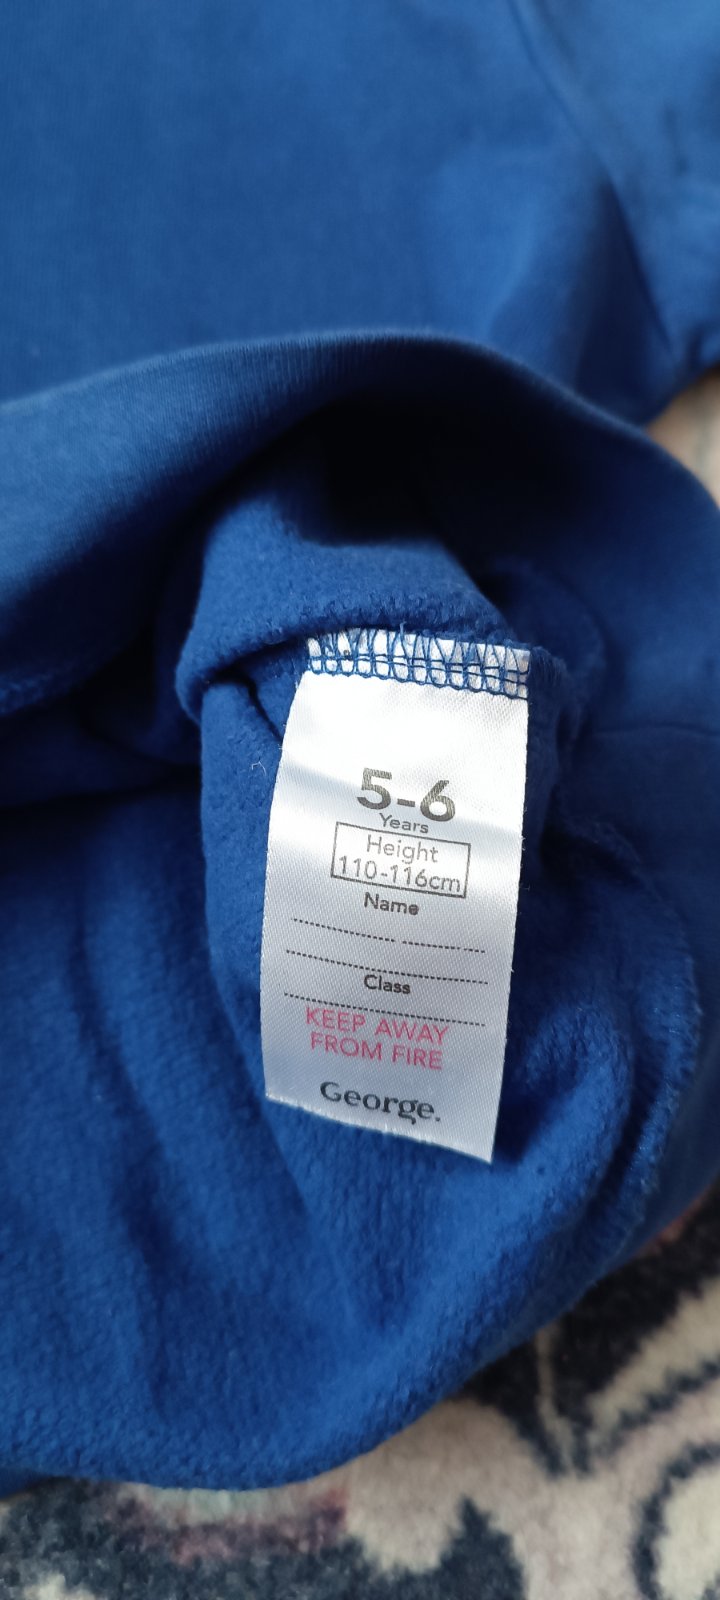 5-6
Years
Height
110-116cm
Name
Class
KEEP AWAY
FROM FIRE
George.